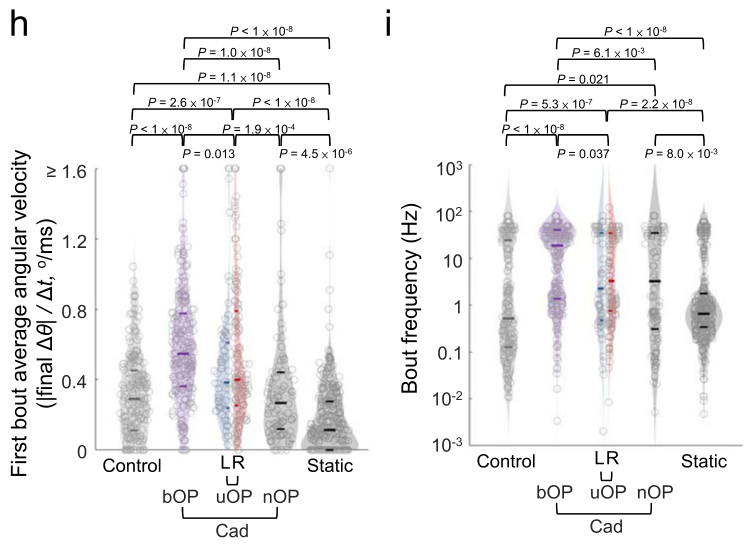 h
P < 1 x 10-8
P = 1.0 x 10-8
P = 1.1 x 10-8
P = 2.6 x 10-7 P < 1 x 10-8
P < 1 x 10-8 P = 1.9 x 10-4
P = 0.013 P = 4.5 x 10-6
First bout average angular velocity
(|final Δθ| / Δt, º/ms)
≥ 1.6
1.2
0.8
0.4
0
Control LR Static
bOP uOP nOP
Cad
i
P < 1 x 10-8
P = 6.1 x 10-3
P = 0.021
P = 5.3 x 10-7 P = 2.2 x 10-8
P < 1 x 10-8
P = 0.037 P = 8.0 x 10-3
Bout frequency (Hz)
103
102
10
1
0.1
10-2
10-3
Control LR Static
bOP uOP nOP
Cad